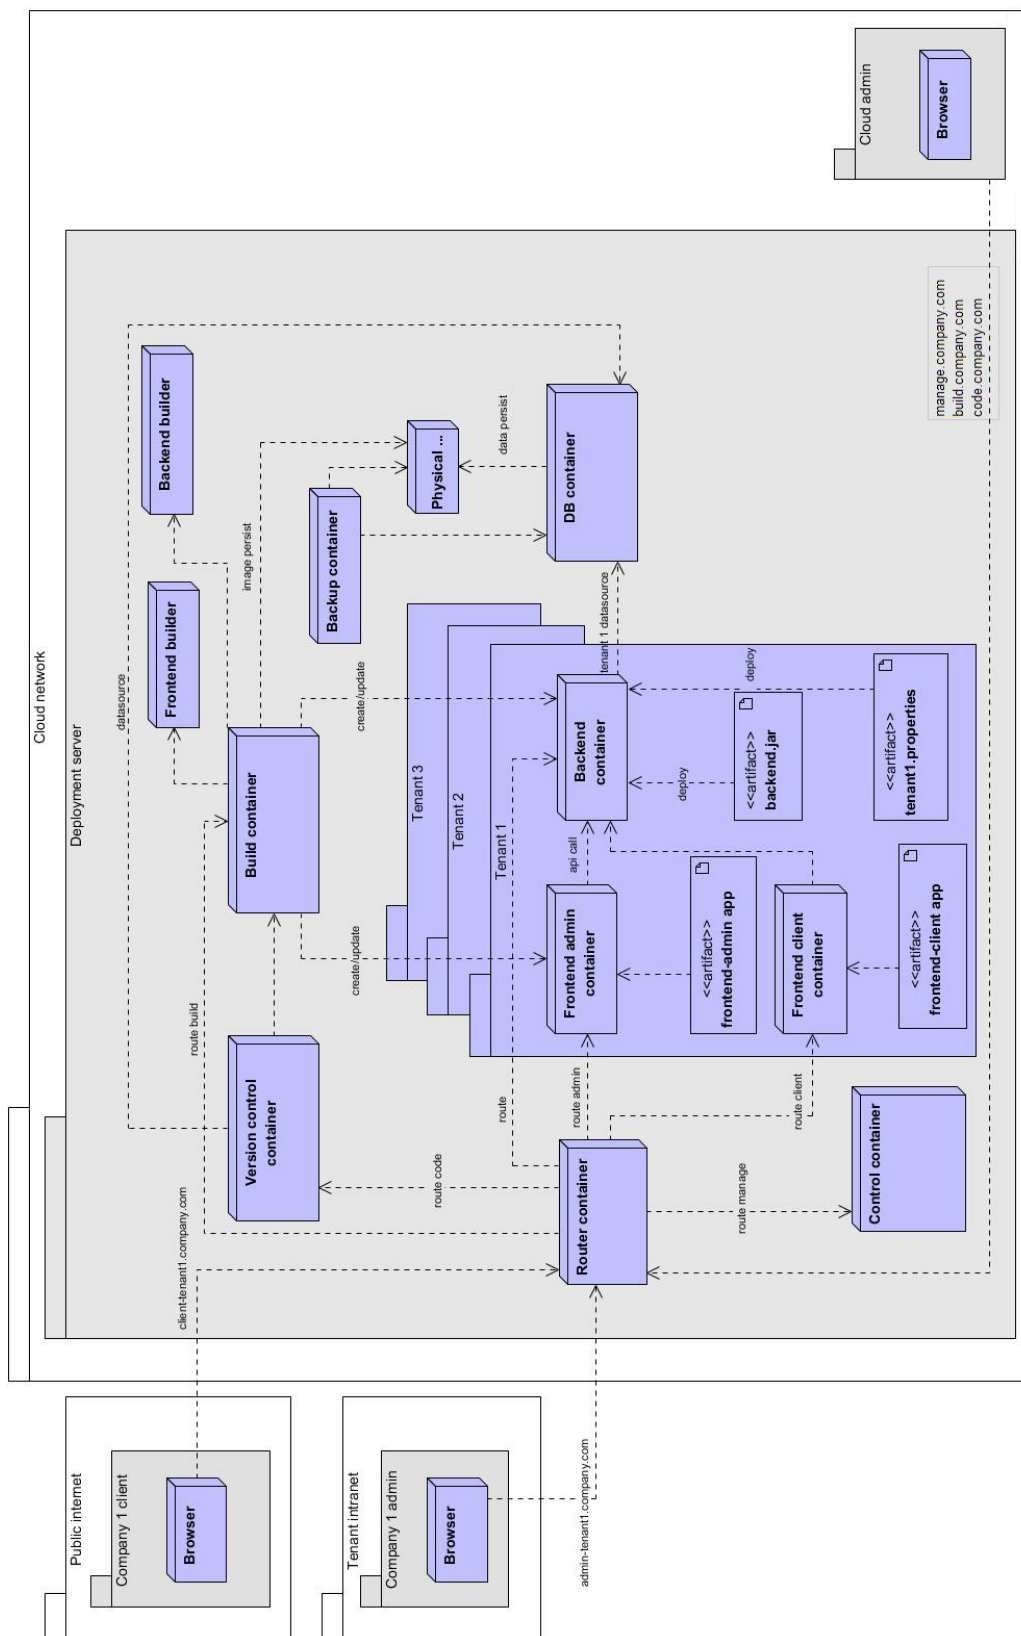 Cloud network
Deployment server
Public internet
Company 1 client
Browser
Tenant intranet
Company 1 admin
Browser
client-tenant1.company.com
admin-tenant1.company.com
datasource
route build
Version control
container
Build container
Frontend builder
Backend builder
image persist
Backup container
Physical ...
data persist
DB container
create/update
create/update
route code
route
route admin
route client
route manage
Router container
Control container
Tenant 3
Tenant 2
Tenant 1
Frontend admin
container
api call
Backend
container
tenant 1 datasource
deploy
deploy
<<artifact>>
frontend-admin app
<<artifact>>
backend.jar
Frontend client
container
<<artifact>>
frontend-client app
<<artifact>>
tenant1.properties
manage.company.com
build.company.com
code.company.com
Cloud admin
Browser